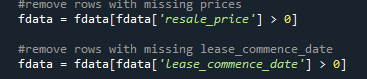 #remove rows with missing prices
fdata = fdata[fdata['resale_price'] > 0]
#remove rows with missing lease_commence_date
fdata = fdata[fdata['lease_commence_date'] > 0]